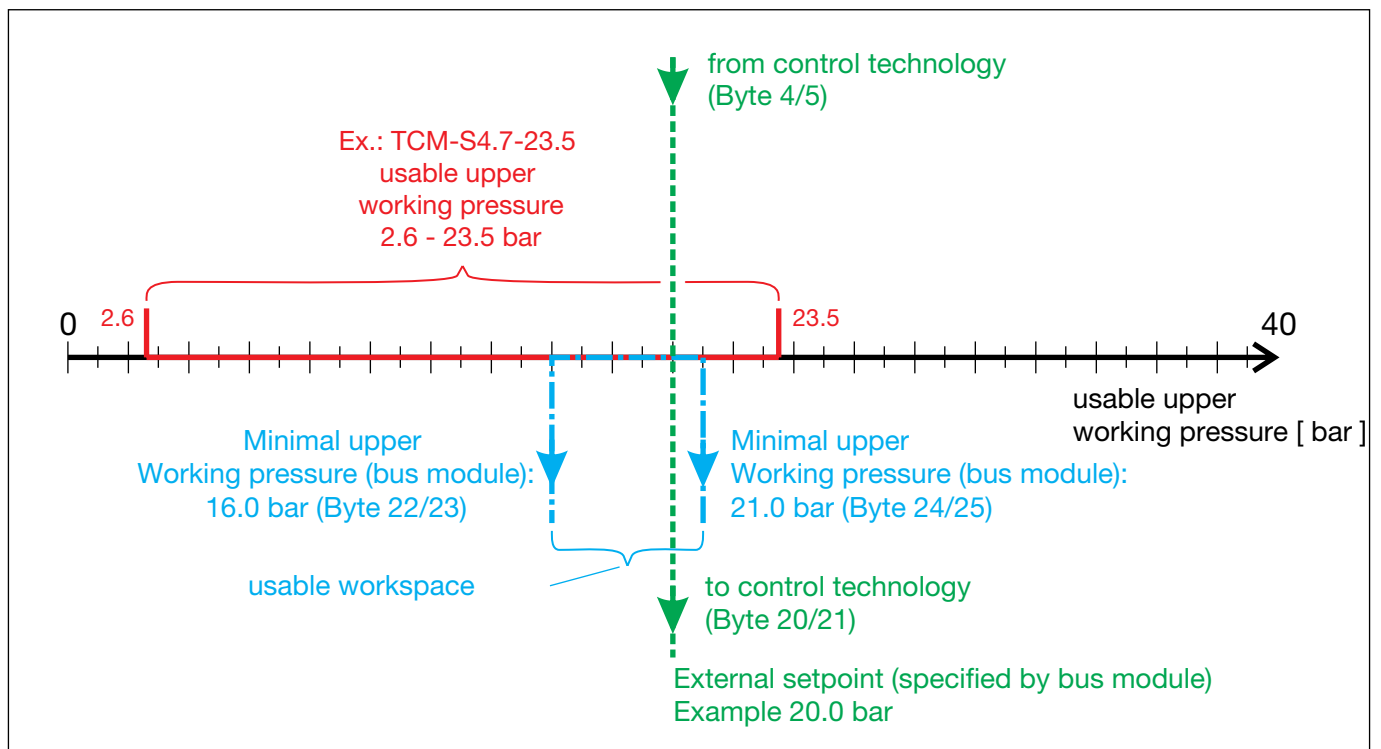 from control technology
(Byte 4/5)
Ex.: TCM-S4.7-23.5
usable upper
working pressure
2.6 - 23.5 bar
0
2.6
23.5
40
usable upper
working pressure [ bar ]
Minimal upper
Working pressure (bus module):
16.0 bar (Byte 22/23)
Minimal upper
Working pressure (bus module):
21.0 bar (Byte 24/25)
usable workspace
to control technology
(Byte 20/21)
External setpoint (specified by bus module)
Example 20.0 bar